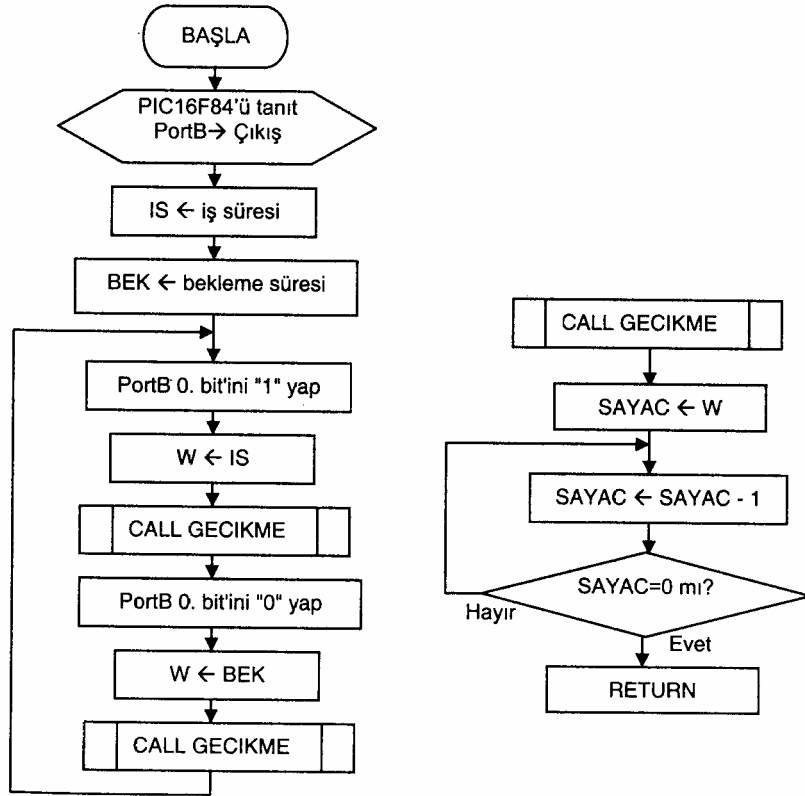 BAŞLA
PIC16F84'ü tanıt
PortB→ Çıkış
IS ← iş süresi
BEK ← bekleme süresi
PortB 0. bit'ini "1" yap
W ← IS
CALL GECIKME
PortB 0. bit'ini "0" yap
W ← BEK
CALL GECIKME
CALL GECIKME
SAYAC ← W
SAYAC ← SAYAC - 1
SAYAC=0 mı?
Hayır
Evet
RETURN